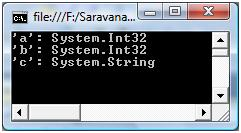 file:///F:/Saravana...
'a': System.Int32
'b': System.Int32
'c': System.String